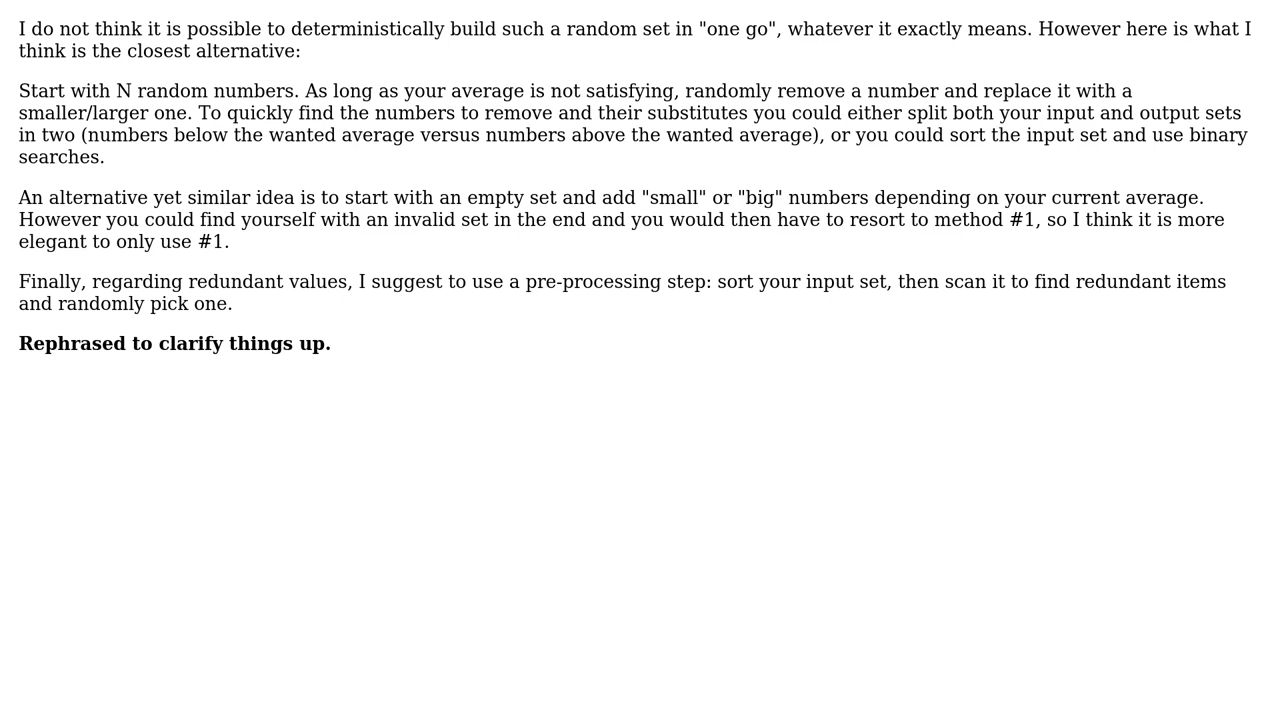 I do not think it is possible to deterministically build such a random set in "one go", whatever it exactly means. However here is what I
think is the closest alternative:
Start with N random numbers. As long as your average is not satisfying, randomly remove a number and replace it with a
smaller/larger one. To quickly find the numbers to remove and their substitutes you could either split both your input and output sets
in two (numbers below the wanted average versus numbers above the wanted average), or you could sort the input set and use binary
searches.
An alternative yet similar idea is to start with an empty set and add "small" or "big" numbers depending on your current average.
However you could find yourself with an invalid set in the end and you would then have to resort to method #1, so I think it is more
elegant to only use #1.
Finally, regarding redundant values, I suggest to use a pre-processing step: sort your input set, then scan it to find redundant items
and randomly pick one.
Rephrased to clarify things up.